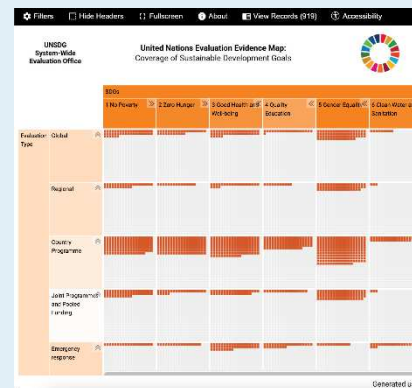 Filters Hide Headers Fullscreen About View Records (919) Accessibility
UNSDG
System-Wide
Evaluation Office
United Nations Evaluation Evidence Map:
Coverage of Sustainable Development Goals
SDGs
1 No Poverty 2 Zero Hunger 3 Good Health and Well-being 4 Quality Education 5 Gender Equality 6 Clean Water a Sanitation
Evaluation Type
Global
Regional
Country Programme
Joint Programmes and Pooled Funding
Emergency response
Generated u